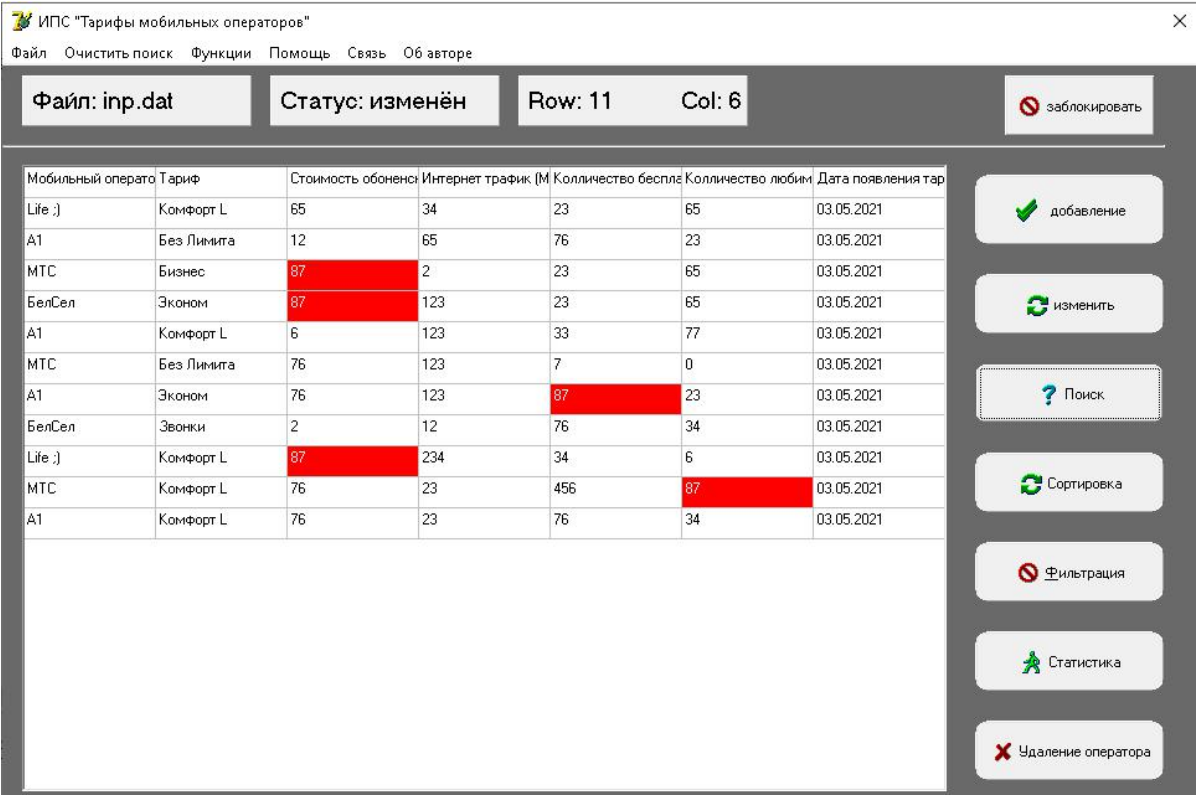 ИПС "Тарифы мобильных операторов"
Файл Очистить поиск Функции Помощь Связь Об авторе
Файл: inp.dat Статус: изменён Row: 11 Col: 6 заблокировать
Мобильный операто Тариф Стоимость обоненск Интернет трафик (М Колличество беспла Колличество любим Дата появления тар
Life ;) Комфорт L 65 34 23 65 03.05.2021
А1 Без Лимита 12 65 76 23 03.05.2021
МТС Бизнес 87 2 23 65 03.05.2021
БелСел Эконом 87 123 23 65 03.05.2021
А1 Комфорт L 6 123 33 77 03.05.2021
МТС Без Лимита 76 123 7 0 03.05.2021
А1 Эконом 76 123 87 23 03.05.2021
БелСел Звонки 2 12 76 34 03.05.2021
Life ;) Комфорт L 87 234 34 6 03.05.2021
МТС Комфорт L 76 23 456 87 03.05.2021
А1 Комфорт L 76 23 76 34 03.05.2021
добавление
изменить
Поиск
Сортировка
Фильтрация
Статистика
Удаление оператора